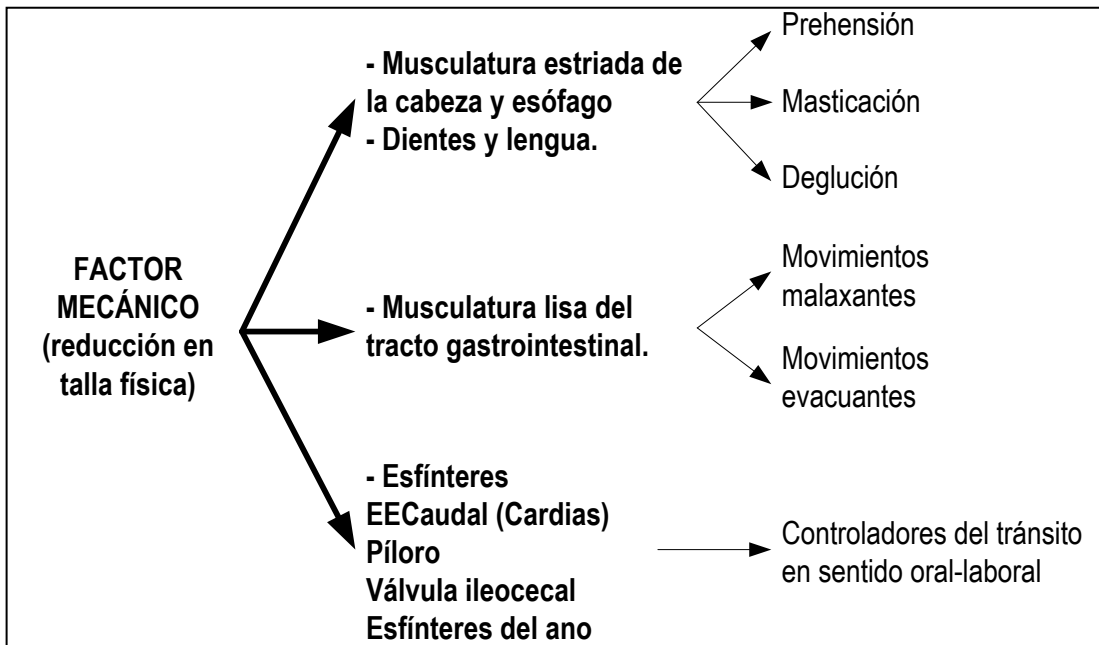 FACTOR
MECÁNICO
(reducción en
talla física)
- Musculatura estriada de
la cabeza y esófago
- Dientes y lengua.
Prehensión
Masticación
Deglución
- Musculatura lisa del
tracto gastrointestinal.
Movimientos
malaxantes
Movimientos
evacuantes
- Esfínteres
EECaudal (Cardias)
Píloro
Válvula ileocecal
Esfínteres del ano
Controladores del tránsito
en sentido oral-laboral